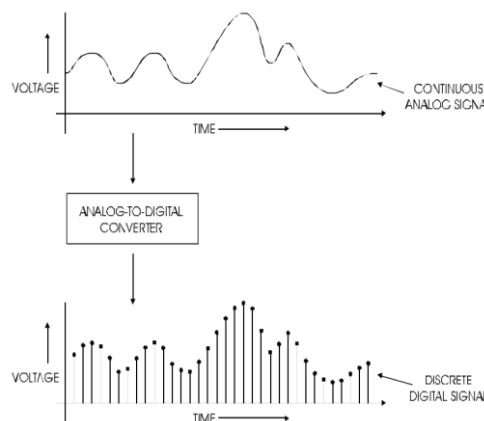 VOLTAGE
CONTINUOUS
ANALOG SIGNA
TIME
ANALOG-TO-DIGITAL
CONVERTER
VOLTAGE
DISCRETE
DIGITAL SIGNAL
TIME